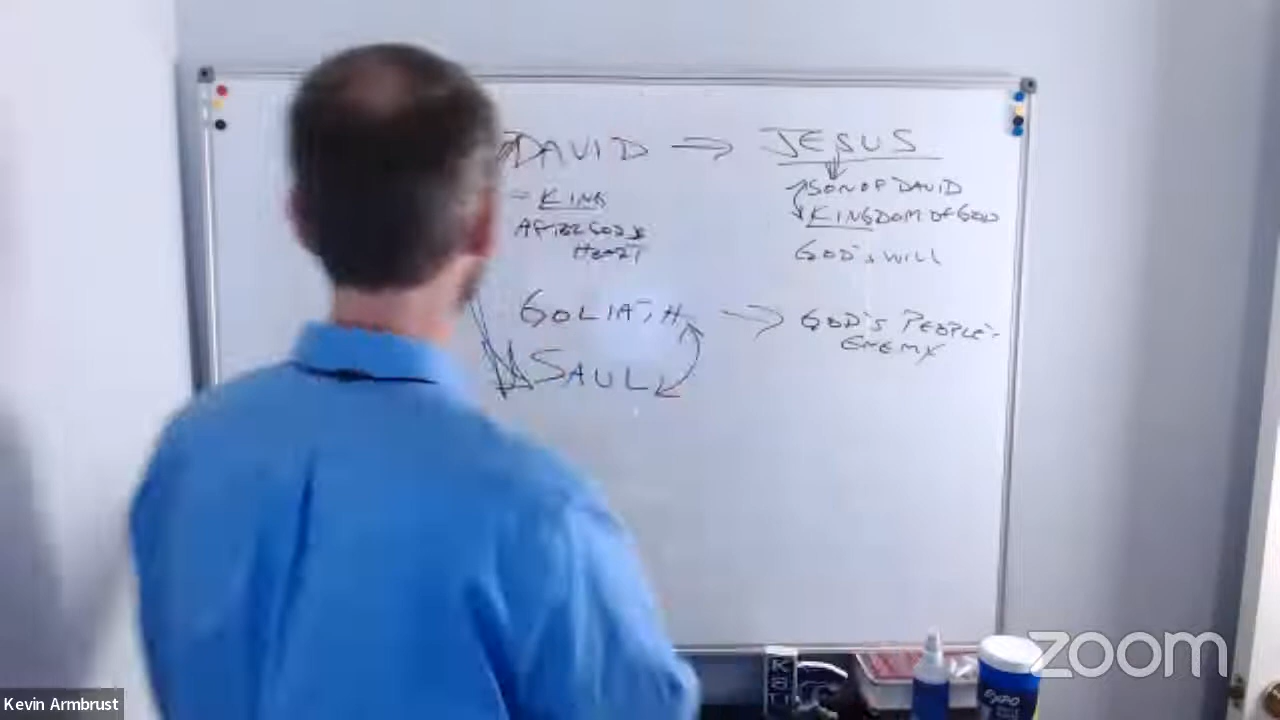 DAVID → JESUS
= KING
AFTER GOD'S
HEART
SON OF DAVID
KINGDOM OF GOD
GOD'S WILL
GOLIATH → GOD'S PEOPLE'S
ENEMY
SAUL
EXPO
zoom
Kevin Armbrust